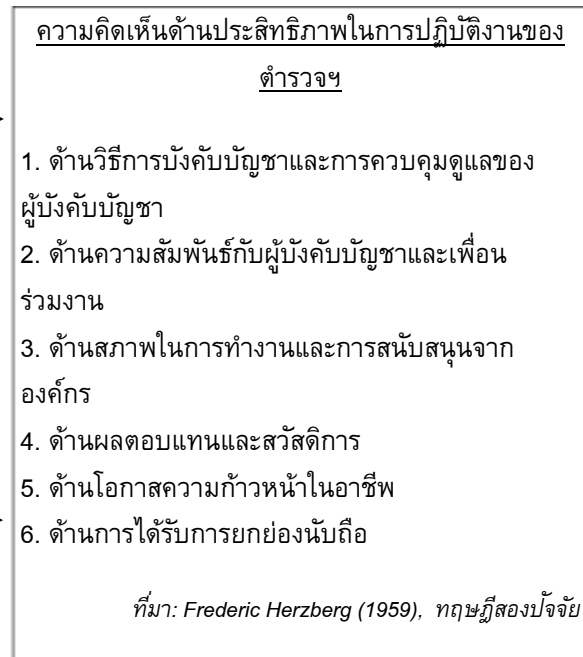 ความคิดเห็นด้านประสิทธิภาพในการปฏิบัติงานของ
ตำรวจฯ
1. ด้านวิธีการบังคับบัญชาและการควบคุมดูแลของ
ผู้บังคับบัญชา
2. ด้านความสัมพันธ์กับผู้บังคับบัญชาและเพื่อน
ร่วมงาน
3. ด้านสภาพในการทำงานและการสนับสนุนจาก
องค์กร
4. ด้านผลตอบแทนและสวัสดิการ
5. ด้านโอกาสความก้าวหน้าในอาชีพ
6. ด้านการได้รับการยกย่องนับถือ
ที่มา: Frederic Herzberg (1959), ทฤษฎีสองปัจจัย